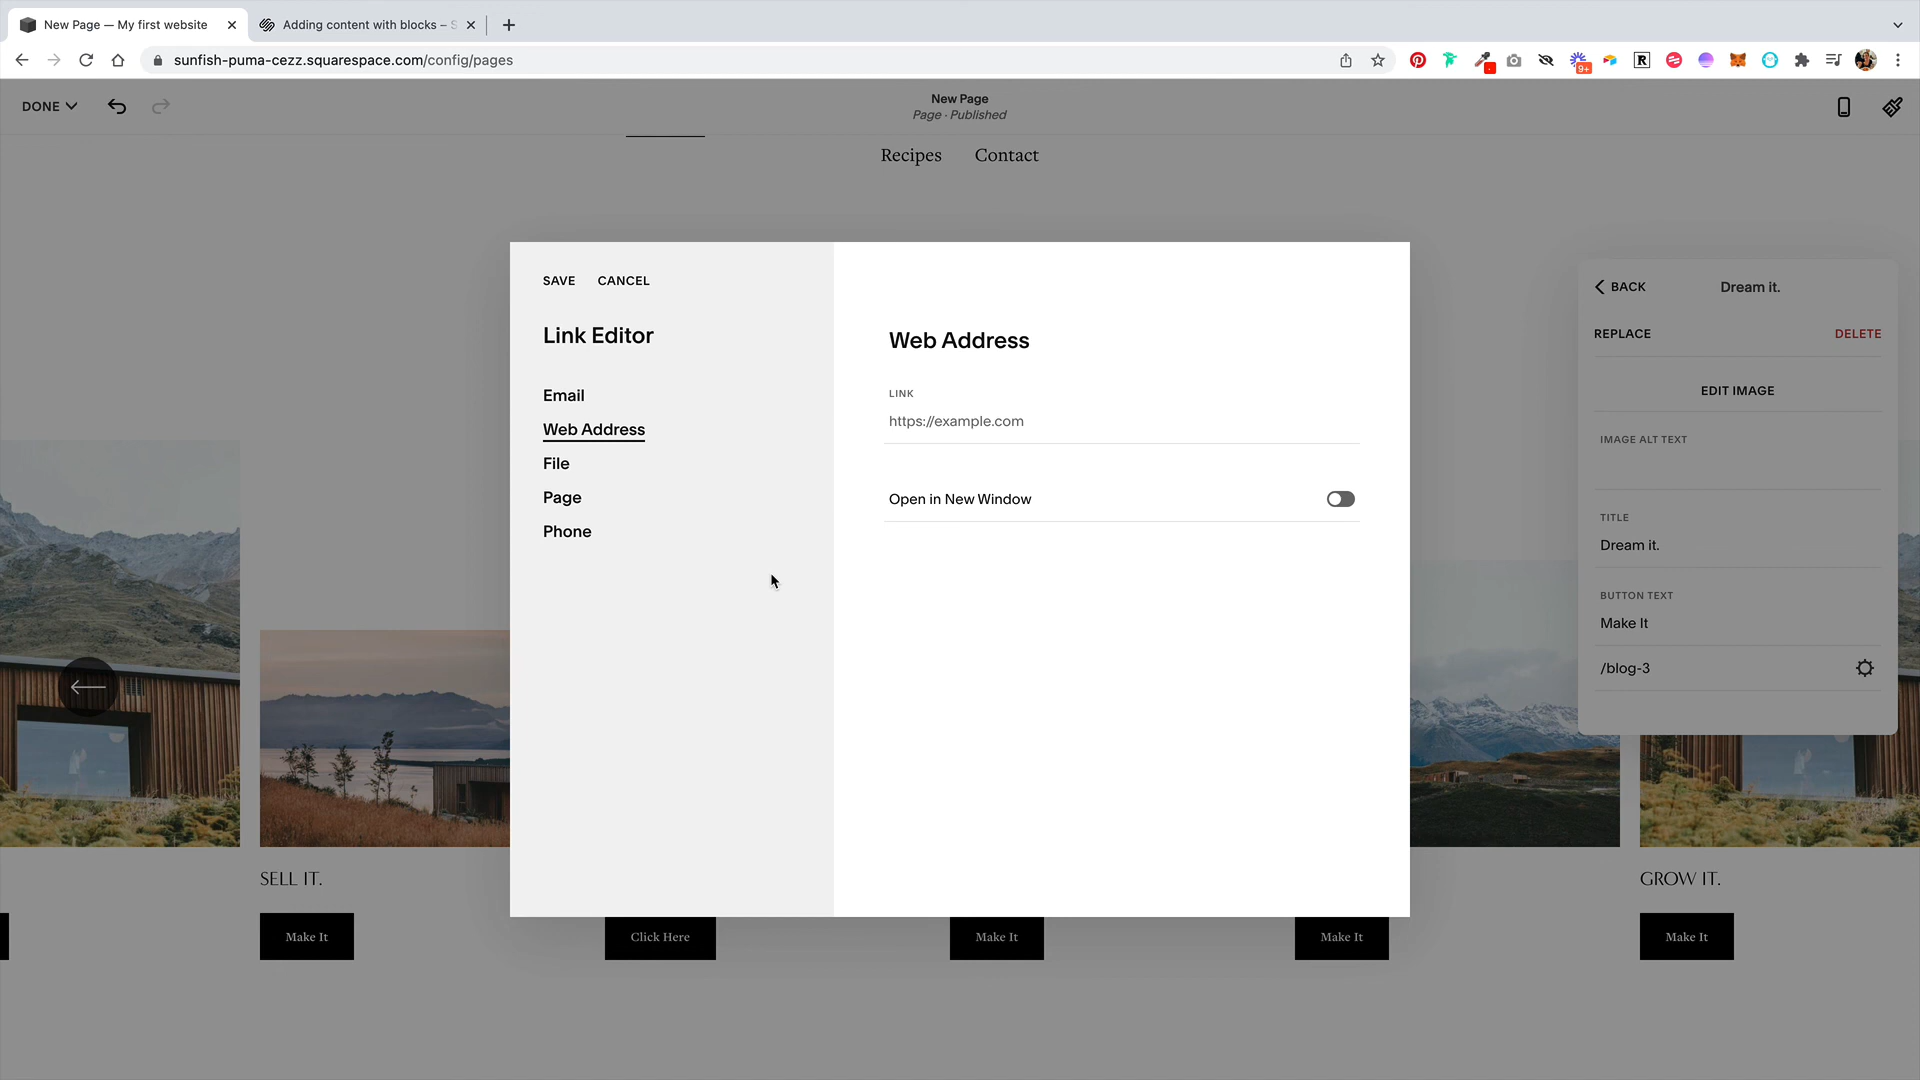 New Page — My first website
Adding content with blocks – S
sunfish-puma-cezz.squarespace.com/config/pages
9+
R
DONE
New Page
Page · Published
Recipes Contact
SAVE CANCEL
Link Editor
Email
Web Address
File
Page
Phone
Web Address
LINK
https://example.com
Open in New Window
BACK
Dream it.
REPLACE
DELETE
EDIT IMAGE
IMAGE ALT TEXT
TITLE
Dream it.
BUTTON TEXT
Make It
/blog-3
SELL IT.
GROW IT.
Make It
Click Here
Make It
Make It
Make It